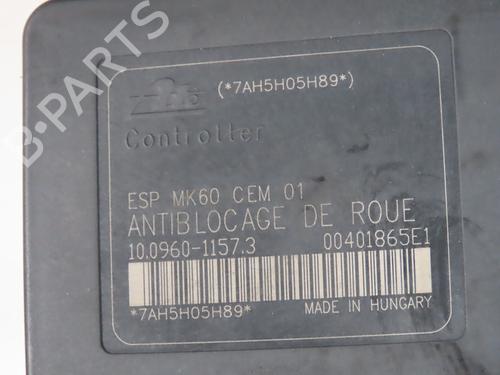 B-PARTS
(*7AH5H05H89*)
Controller
ESP MK60 CEM 01
ANTIBLOCAGE DE ROUE
10.0960-1157.3 00401865E1
*7AH5H05H89* MADE IN HUNGARY